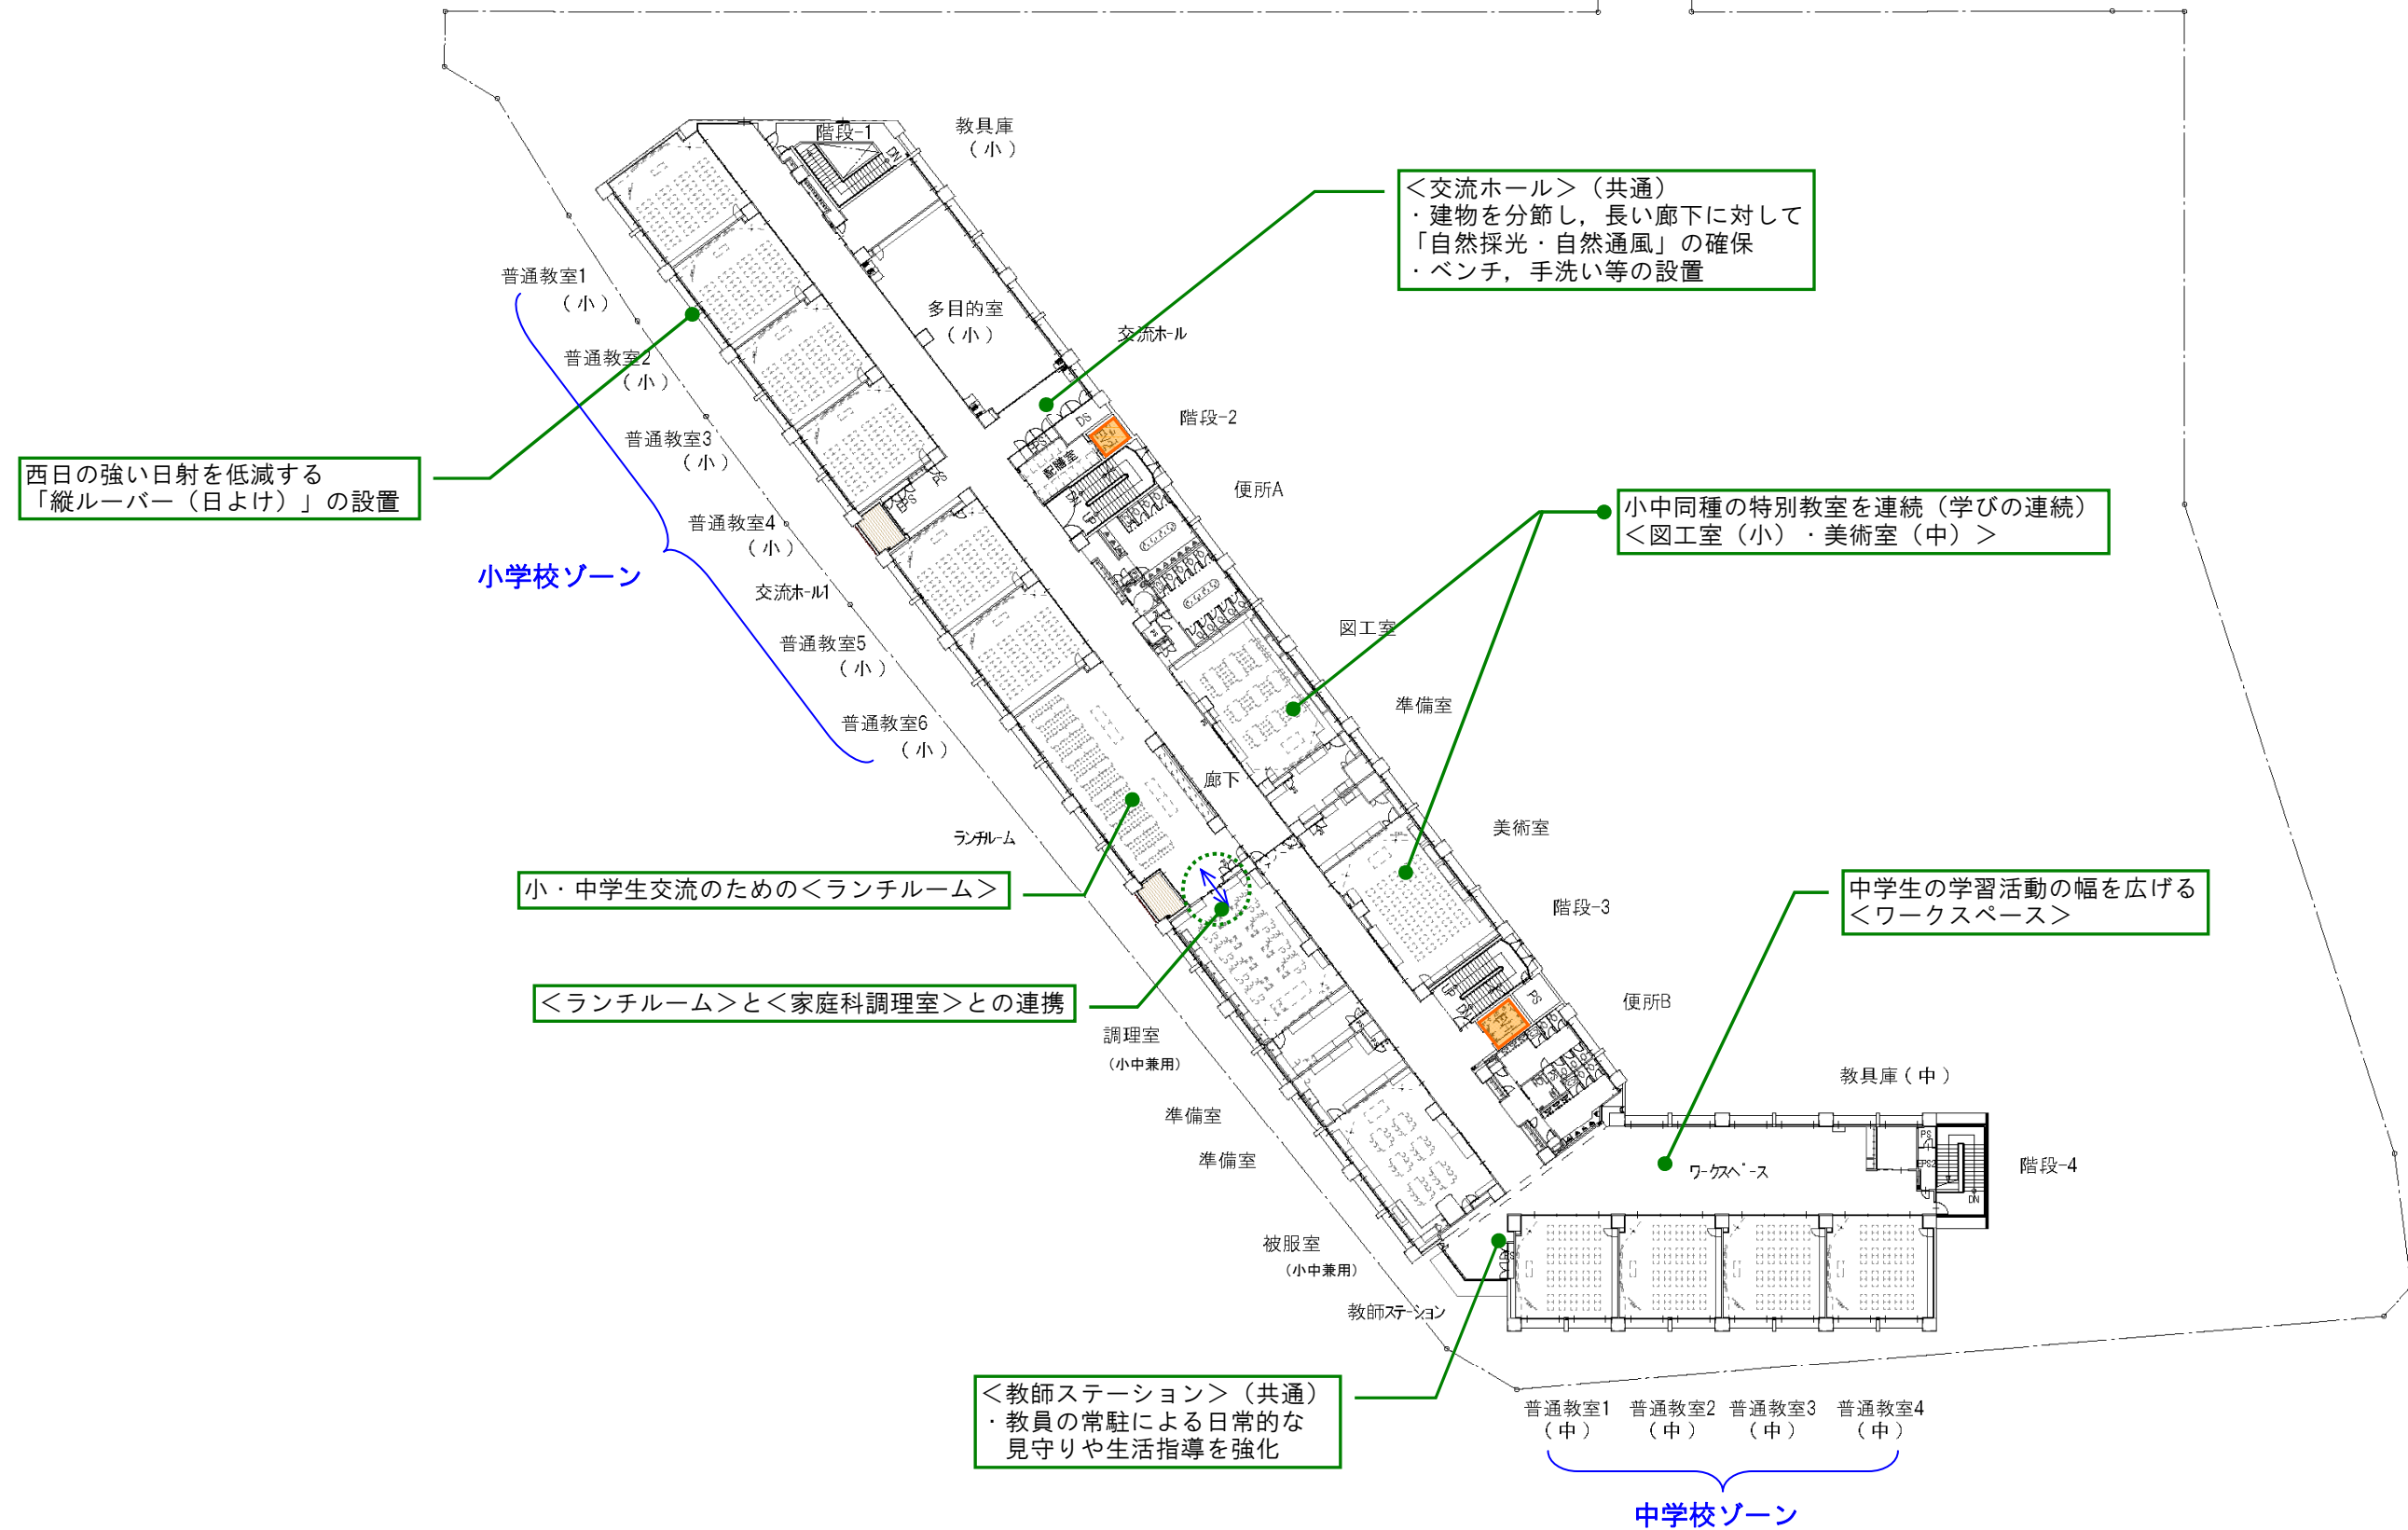 階段-1
DN
教具庫
（小）
＜交流ホール＞（共通）
・建物を分節し，長い廊下に対して
「自然採光・自然通風」の確保
・ベンチ，手洗い等の設置
普通教室1
（小）
多目的室
（小）
交流ホール
普通教室2
（小）
階段-2
DS
EPS1
配膳室
普通教室3
（小）
西日の強い日射を低減する
「縦ルーバー（日よけ）」の設置
PS
EPS
便所A
DN
UP
普通教室4
（小）
小中同種の特別教室を連続（学びの連続）
＜図工室（小）・美術室（中）＞
小学校ゾーン
交流ホール1
図工室
普通教室5
（小）
準備室
普通教室6
（小）
廊下
ランチルーム
美術室
小・中学生交流のための＜ランチルーム＞
階段-3
中学生の学習活動の幅を広げる
＜ワークスペース＞
＜ランチルーム＞と＜家庭科調理室＞との連携
UP
DN
PS
便所B
調理室
（小中兼用）
教具庫（中）
準備室
準備室
ワークスペース
PS
EPS2
DN
階段-4
被服室
（小中兼用）
教師ステーション
＜教師ステーション＞（共通）
・教員の常駐による日常的な
見守りや生活指導を強化
普通教室1
（中）
普通教室2
（中）
普通教室3
（中）
普通教室4
（中）
中学校ゾーン